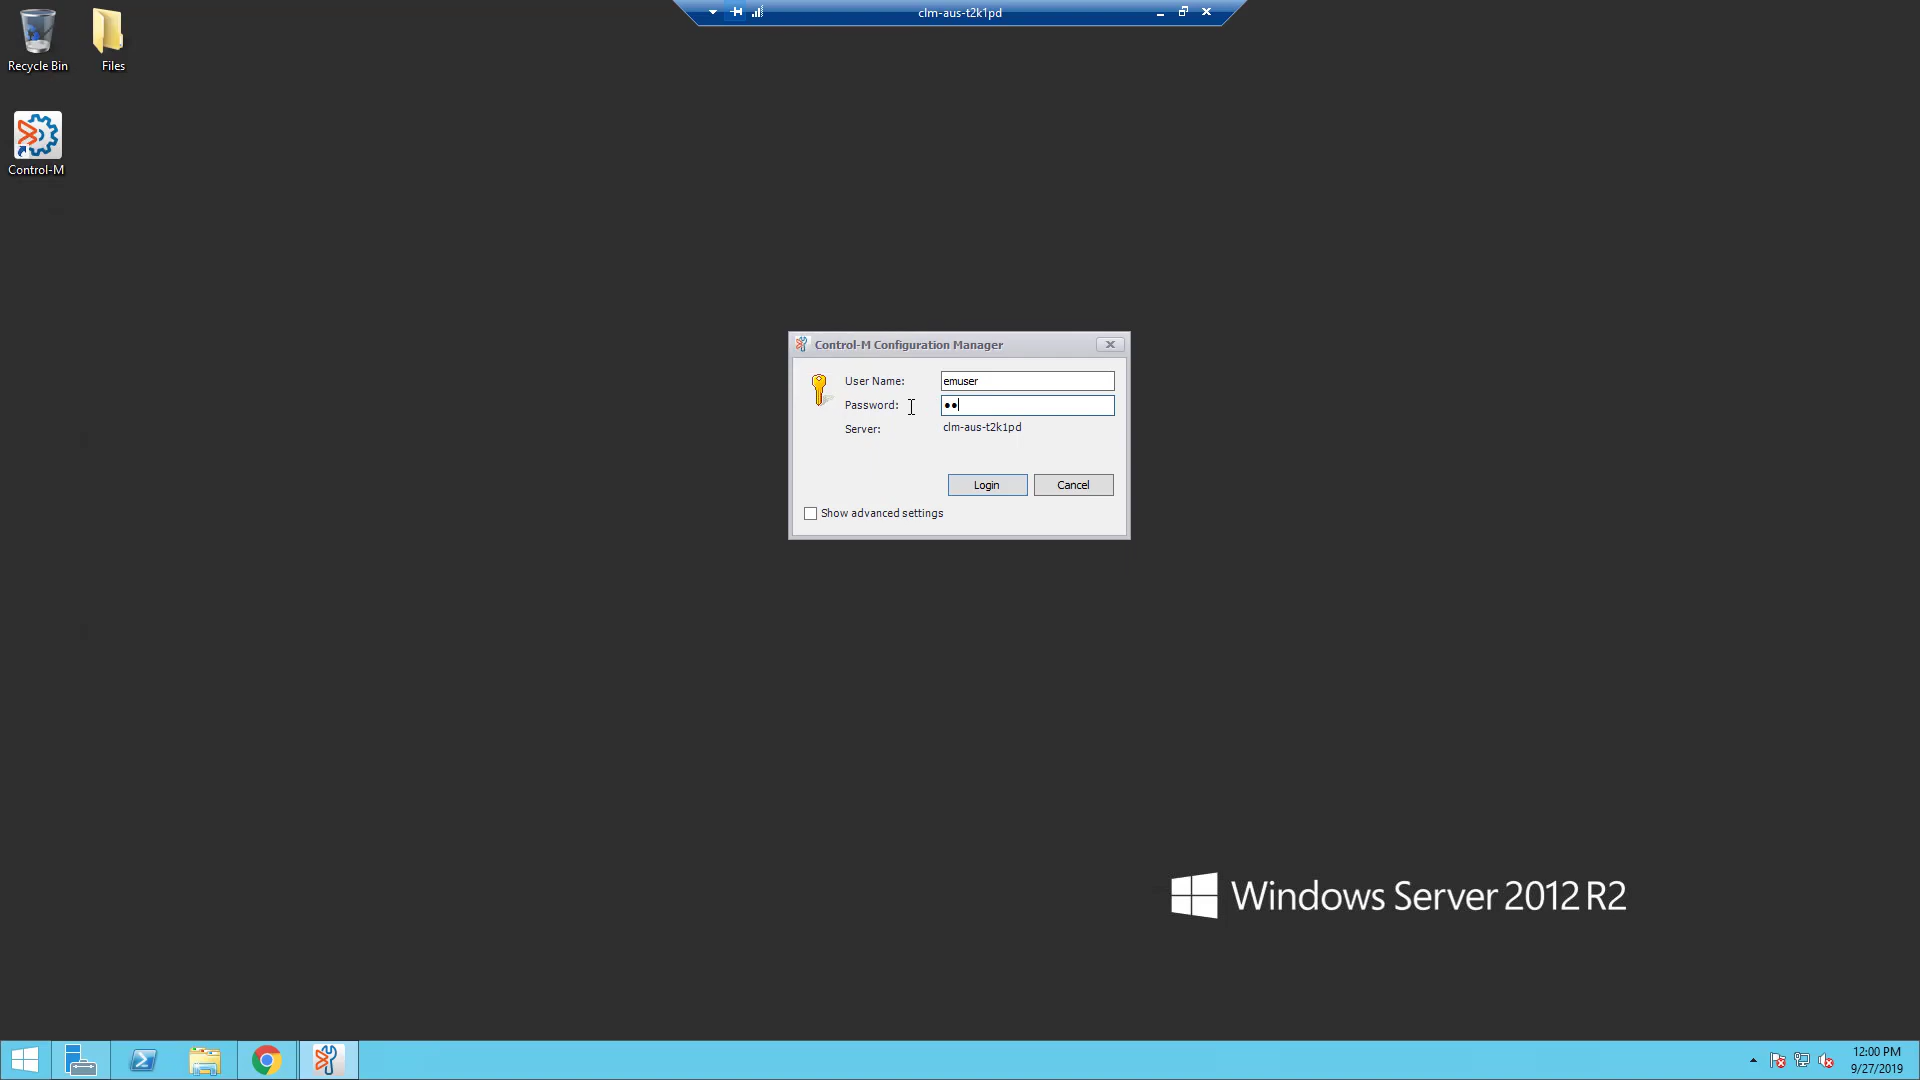 clm-aus-t2k1pd
Recycle Bin
Files
Control-M
Control-M Configuration Manager
User Name:
emuser
Password:
••
Server:
clm-aus-t2k1pd
Login
Cancel
Show advanced settings
Windows Server 2012 R2
12:00 PM
9/27/2019